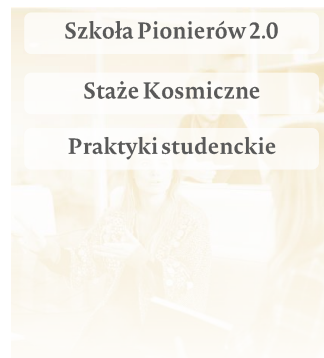 Szkoła Pionierów 2.0
Staże Kosmiczne
Praktyki studenckie